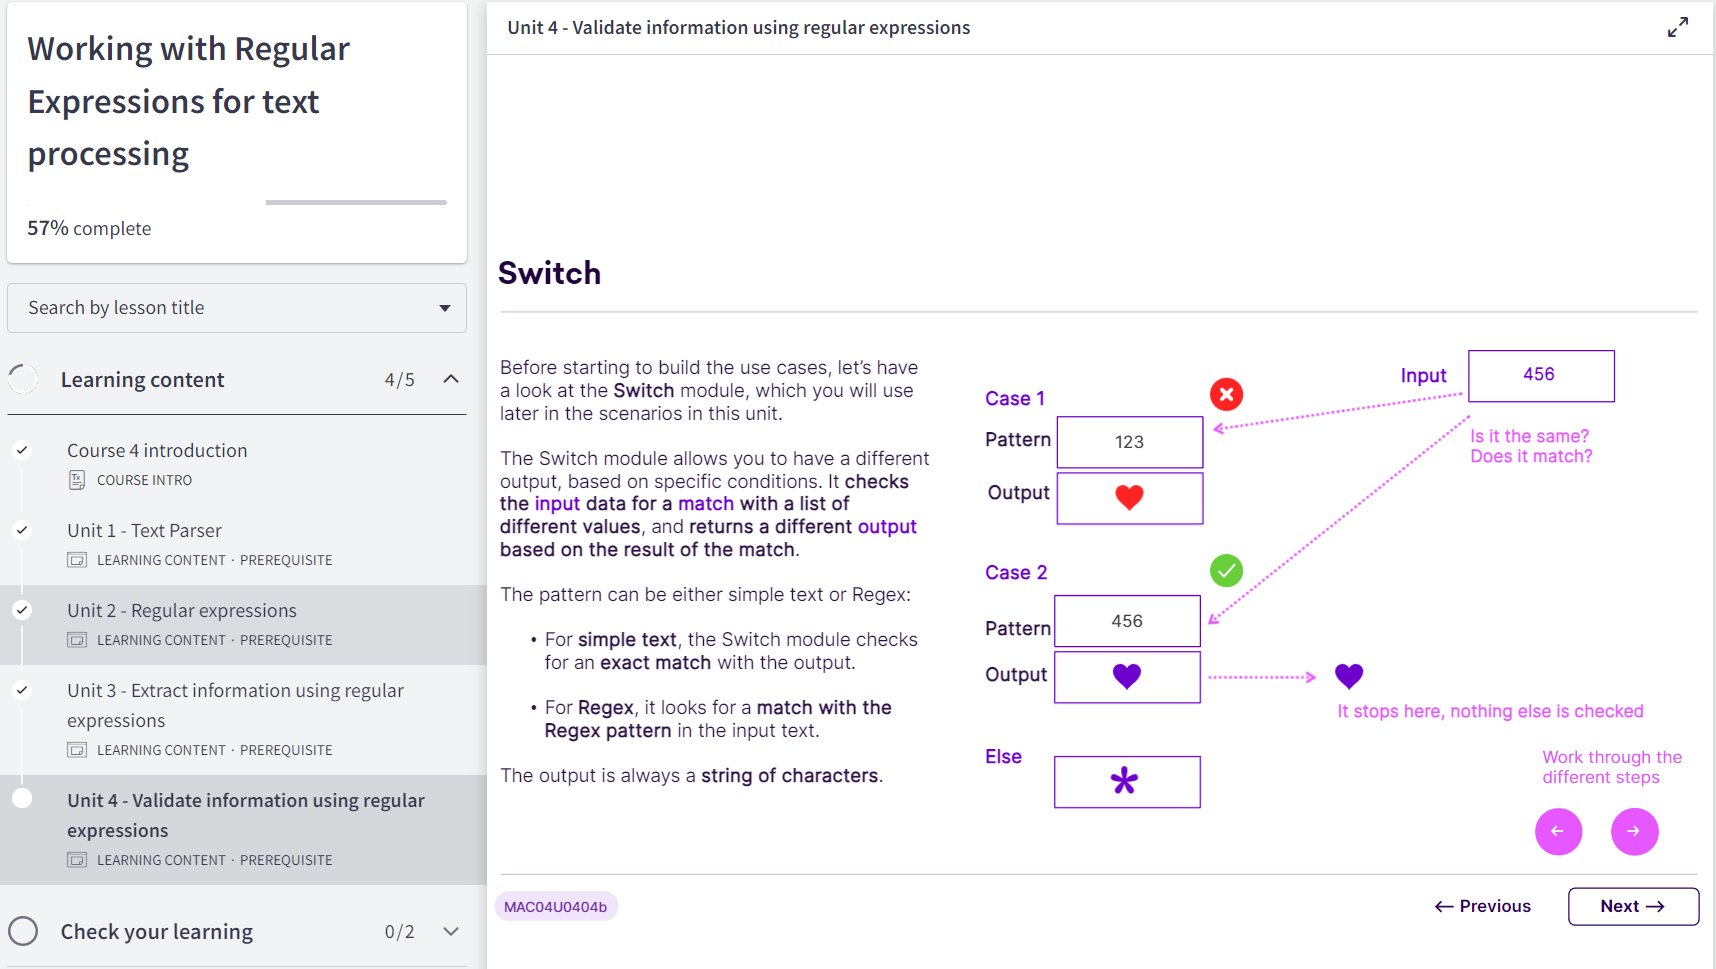 Working with Regular
Expressions for text
processing
57% complete
Search by lesson title
Learning content 4/5
Course 4 introduction
Tx COURSE INTRO
Unit 1 - Text Parser
LEARNING CONTENT · PREREQUISITE
Unit 2 - Regular expressions
LEARNING CONTENT · PREREQUISITE
Unit 3 - Extract information using regular
expressions
LEARNING CONTENT · PREREQUISITE
Unit 4 - Validate information using regular
expressions
LEARNING CONTENT · PREREQUISITE
Check your learning 0/2
Unit 4 - Validate information using regular expressions
Switch
Before starting to build the use cases, let's have
a look at the Switch module, which you will use
later in the scenarios in this unit.
The Switch module allows you to have a different
output, based on specific conditions. It checks
the input data for a match with a list of
different values, and returns a different output
based on the result of the match.
The pattern can be either simple text or Regex:
• For simple text, the Switch module checks
for an exact match with the output.
• For Regex, it looks for a match with the
Regex pattern in the input text.
The output is always a string of characters.
Input 456
Is it the same?
Does it match?
Case 1
Pattern 123
Output
Case 2
Pattern 456
Output
It stops here, nothing else is checked
Else
*
Work through the
different steps
MAC04U0404b
← Previous
Next →